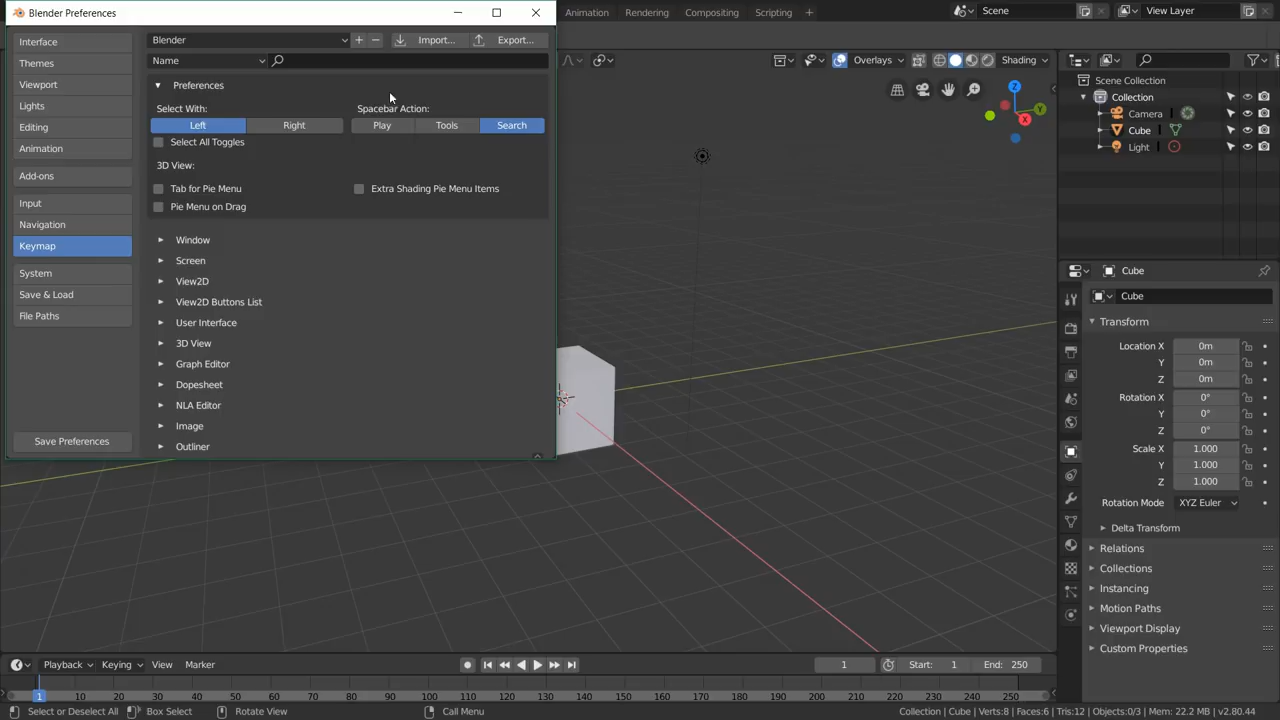 Blender Preferences
Animation Rendering Compositing Scripting + Scene View Layer
Interface
Themes
Viewport
Lights
Editing
Animation
Add-ons
Input
Navigation
Keymap
System
Save & Load
File Paths
Save Preferences
Blender Import... Export...
Name
Preferences
Select With: Spacebar Action:
Left Right Play Tools Search
Select All Toggles
3D View:
Tab for Pie Menu Extra Shading Pie Menu Items
Pie Menu on Drag
Window
Screen
View2D
View2D Buttons List
User Interface
3D View
Graph Editor
Dopesheet
NLA Editor
Image
Outliner
Overlays Shading
X Y Z
Scene Collection
Collection
Camera
Cube
Light
Cube
Cube
Transform
Location X 0m
Y 0m
Z 0m
Rotation X 0°
Y 0°
Z 0°
Scale X 1.000
Y 1.000
Z 1.000
Rotation Mode XYZ Euler
Delta Transform
Relations
Collections
Instancing
Motion Paths
Viewport Display
Custom Properties
Playback Keying View Marker 1 Start: 1 End: 250
1 10 20 30 40 50 60 70 80 90 100 110 120 130 140 150 160 170 180 190 200 210 220 230 240 250
Select or Deselect All Box Select Rotate View Call Menu Collection | Cube | Verts:8 | Faces:6 | Tris:12 | Objects:0/3 | Mem: 22.2 MB | v2.80.44